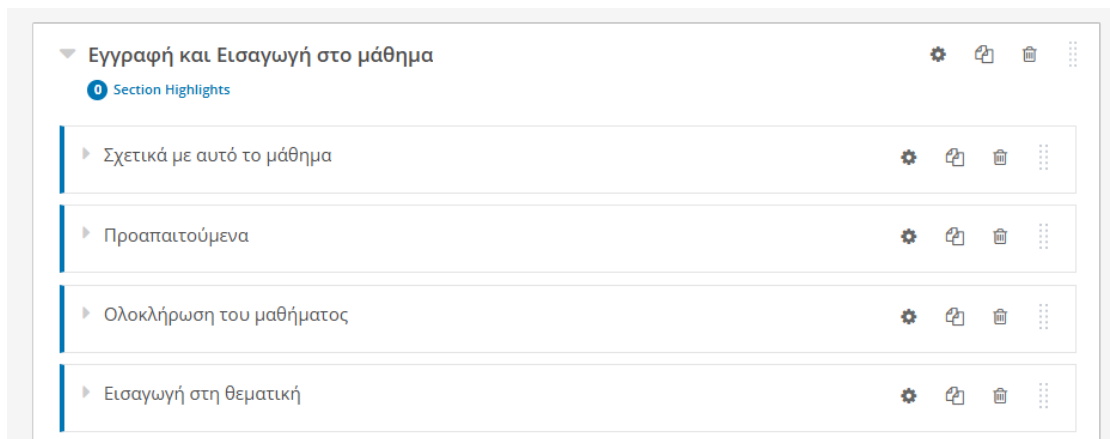 Εγγραφή και Εισαγωγή στο μάθημα
0 Section Highlights
Σχετικά με αυτό το μάθημα
Προαπαιτούμενα
Ολοκλήρωση του μαθήματος
Εισαγωγή στη θεματική